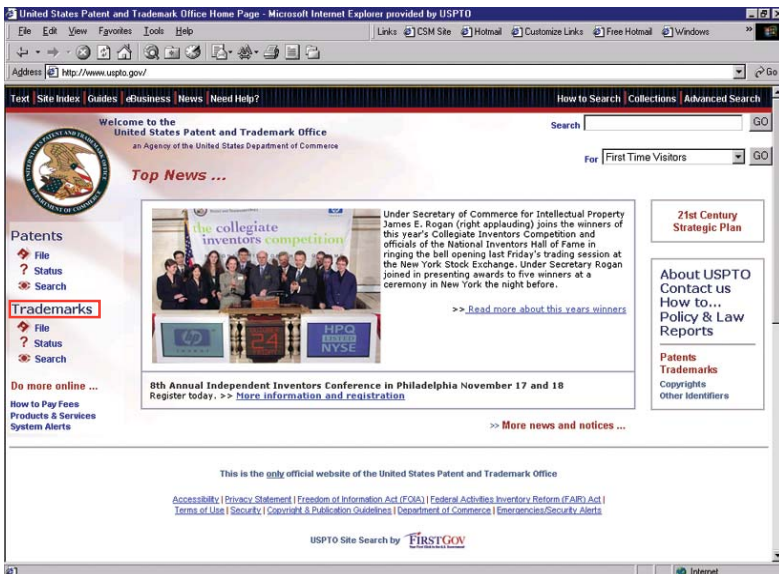 United States Patent and Trademark Office Home Page - Microsoft Internet Explorer provided by USPTO
File Edit View Favorites Tools Help
Links CSM Site Hotmail Customize Links Free Hotmail Windows »
Address http://www.uspto.gov/ Go
Text Site Index Guides eBusiness News Need Help?
How to Search Collections Advanced Search
Welcome to the
United States Patent and Trademark Office
an Agency of the United States Department of Commerce
Search GO
For First Time Visitors GO
Top News ...
Patents
File
? Status
Search
Trademarks
File
? Status
Search
Do more online ...
How to Pay Fees
Products & Services
System Alerts
the collegiate
inventors competition
hp
invent
24
HPQ
LISTED
NYSE
Under Secretary of Commerce for Intellectual Property
James E. Rogan (right applauding) joins the winners of
this year's Collegiate Inventors Competition and
officials of the National Inventors Hall of Fame in
ringing the bell opening last Friday's trading session at
the New York Stock Exchange. Under Secretary Rogan
joined in presenting awards to five winners at a
ceremony in New York the night before.
>> Read more about this years winners
8th Annual Independent Inventors Conference in Philadelphia November 17 and 18
Register today. >> More information and registration
>> More news and notices ...
21st Century
Strategic Plan
About USPTO
Contact us
How to...
Policy & Law
Reports
Patents
Trademarks
Copyrights
Other Identifiers
This is the only official website of the United States Patent and Trademark Office
Accessibility | Privacy Statement | Freedom of Information Act (FOIA) | Federal Activities Inventory Reform (FAIR) Act |
Terms of Use | Security | Copyright & Publication Guidelines | Department of Commerce | Emergencies/Security Alerts
USPTO Site Search by FIRSTGOV
Internet